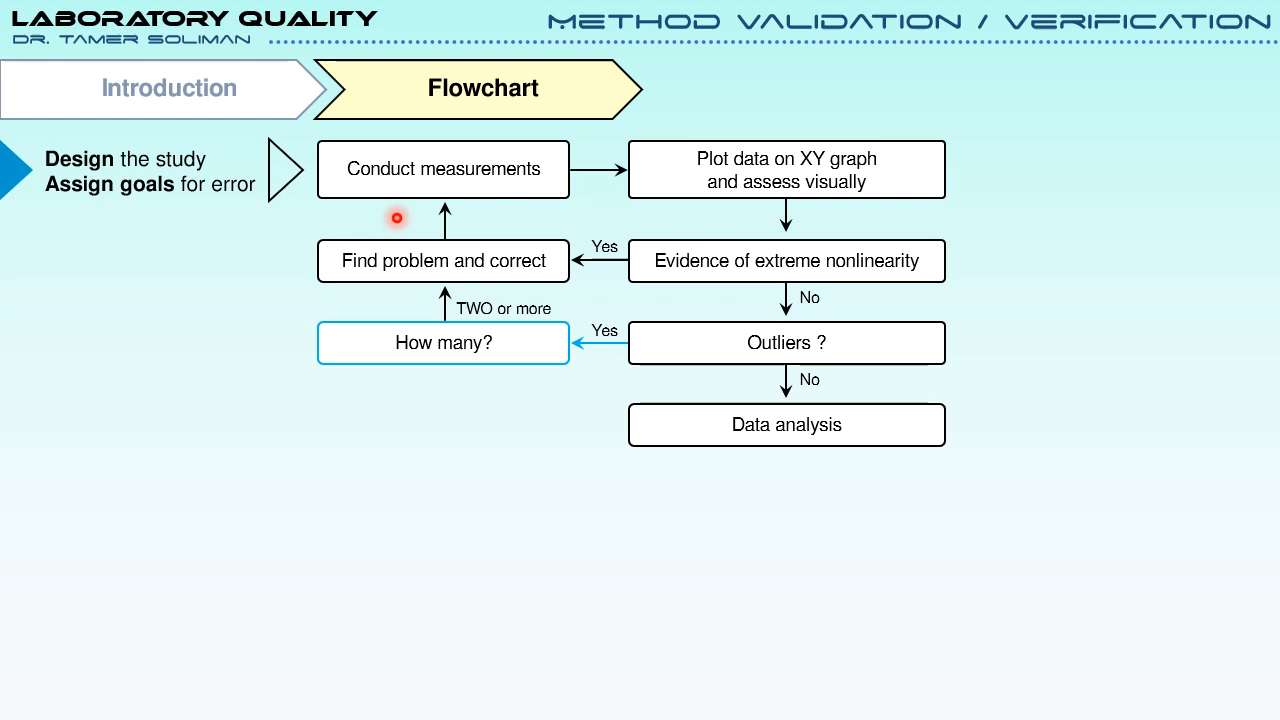 LABORATORY QUALITY
DR. TAMER SOLIMAN
METHOD VALIDATION / VERIFICATION
Introduction
Flowchart
Design the study
Assign goals for error
Conduct measurements
Plot data on XY graph
and assess visually
Find problem and correct
Yes
Evidence of extreme nonlinearity
TWO or more
No
How many?
Yes
Outliers ?
No
Data analysis